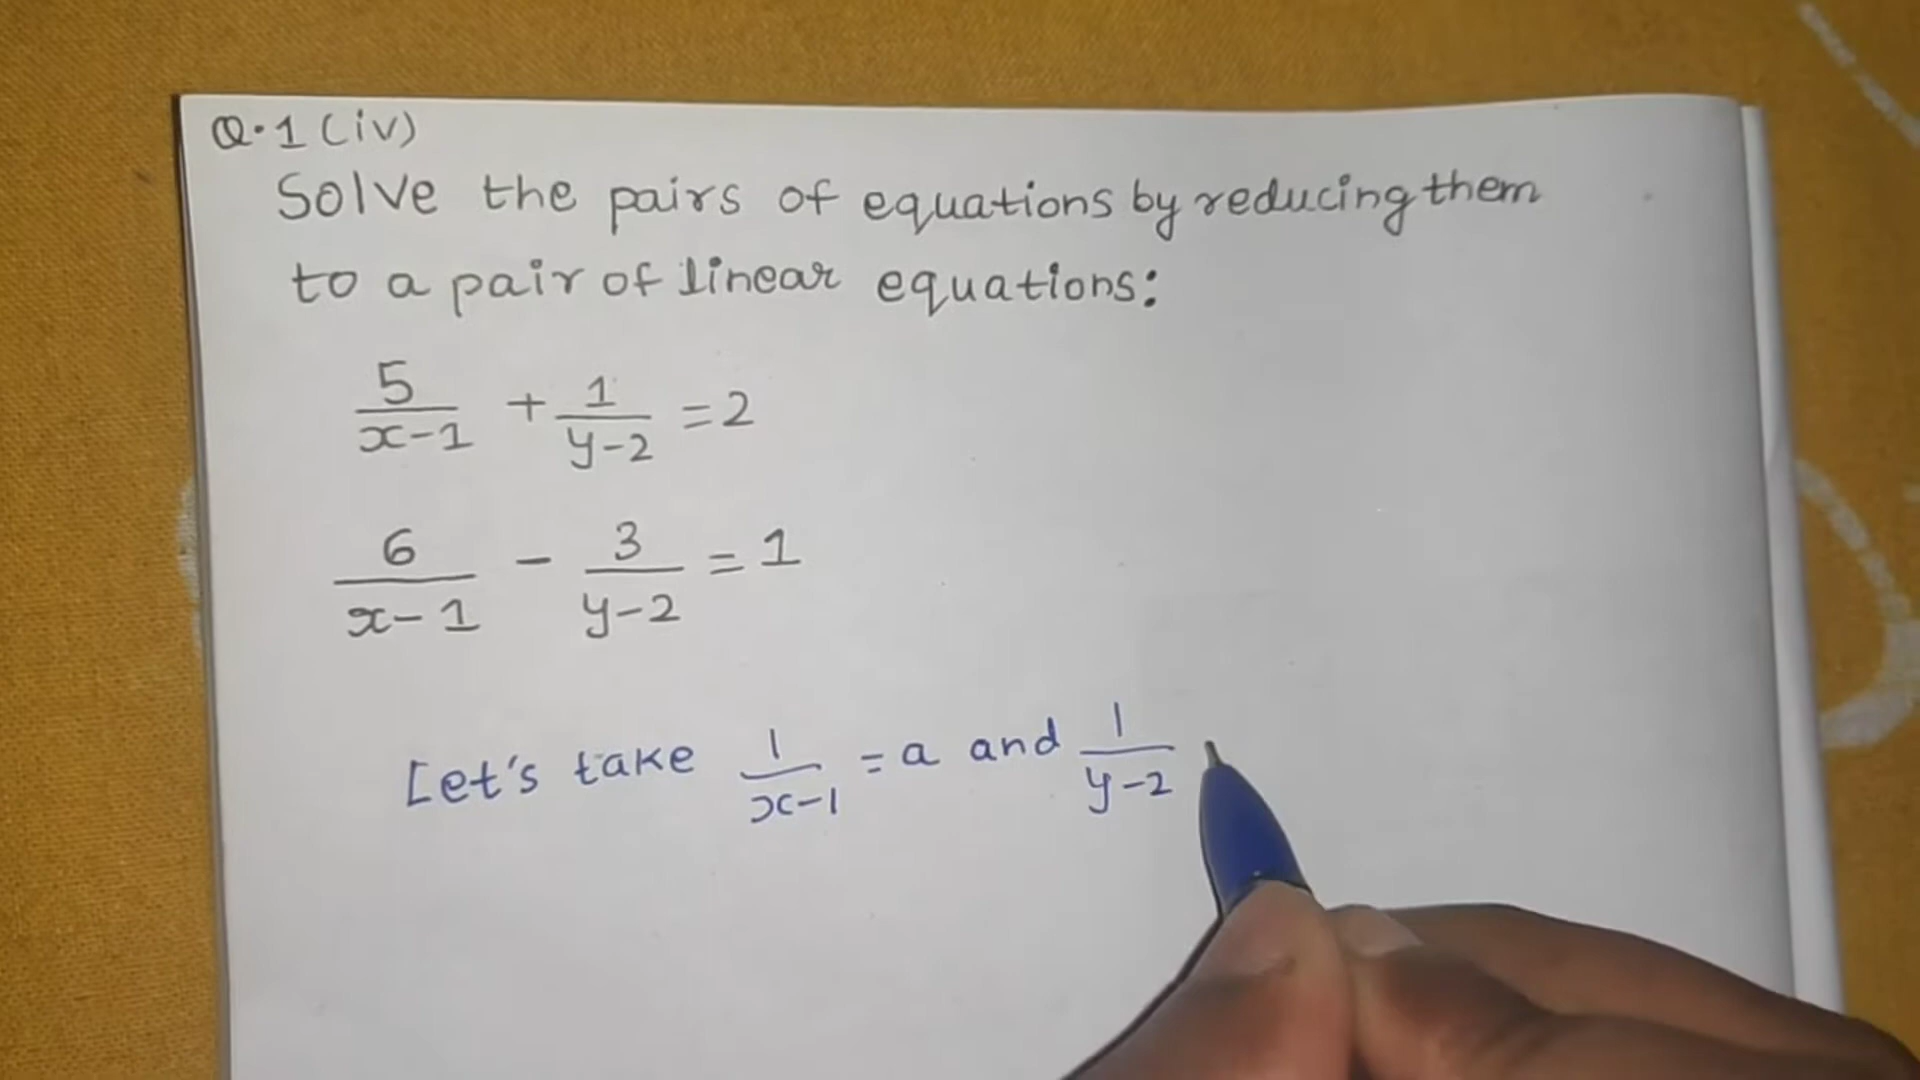 Q.1 (iv)
Solve the pairs of equations by reducing them
to a pair of linear equations:
5/(x-1) + 1/(y-2) = 2
6/(x-1) - 3/(y-2) = 1
Let's take 1/(x-1) = a and 1/(y-2)